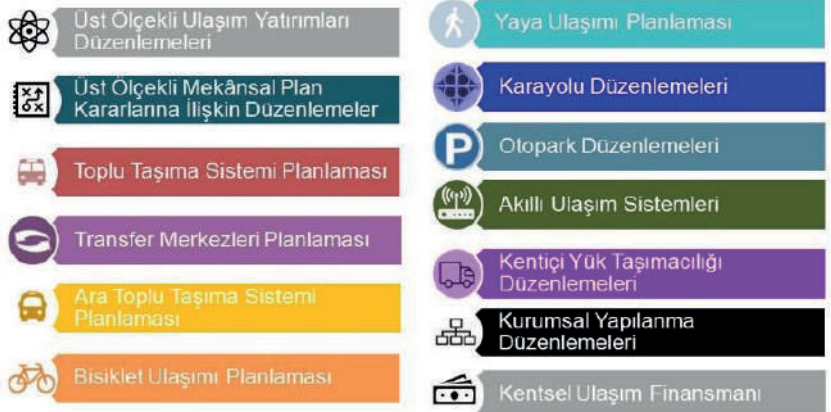 Üst Ölçekli Ulaşım Yatırımları
Düzenlemeleri
Üst Ölçekli Mekânsal Plan
Kararlarına İlişkin Düzenlemeler
Toplu Taşıma Sistemi Planlaması
Transfer Merkezleri Planlaması
Ara Toplu Taşıma Sistemi
Planlaması
Bisiklet Ulaşımı Planlaması
Yaya Ulaşımı Planlaması
Karayolu Düzenlemeleri
P
Otopark Düzenlemeleri
Akıllı Ulaşım Sistemleri
Kentiçi Yük Taşımacılığı
Düzenlemeleri
Kurumsal Yapılanma
Düzenlemeleri
Kentsel Ulaşım Finansmanı